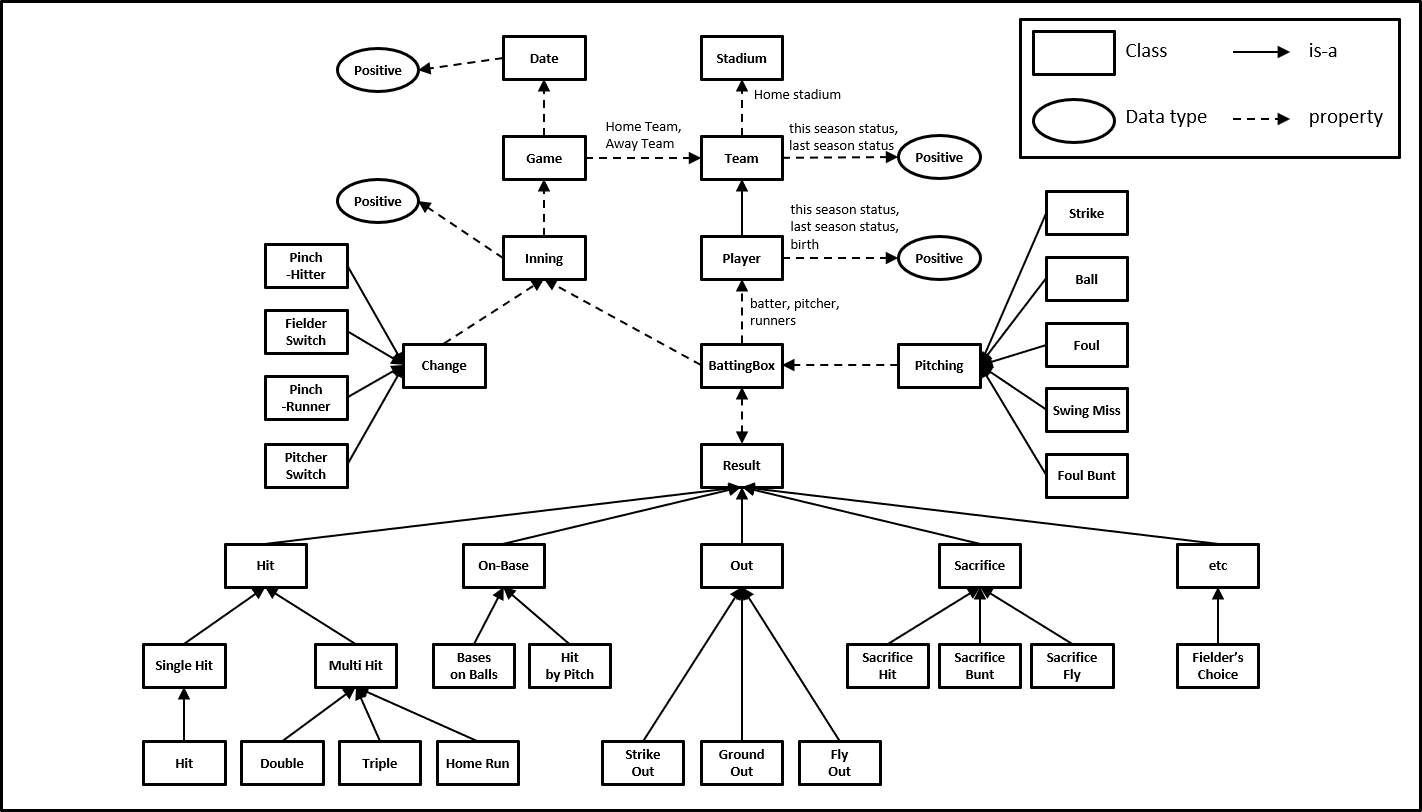 Date
Stadium
Positive
Class
is-a
Home stadium
Data type
property
Home Team,
Away Team
this season status,
last season status
Game
Team
Positive
Positive
this season status,
last season status,
birth
Strike
Pinch
-Hitter
Inning
Player
Positive
Ball
batter, pitcher,
runners
Fielder
Switch
Foul
Change
BattingBox
Pitching
Pinch
-Runner
Swing Miss
Pitcher
Switch
Result
Foul Bunt
Hit
On-Base
Out
Sacrifice
etc
Single Hit
Multi Hit
Bases
on Balls
Hit
by Pitch
Sacrifice
Hit
Sacrifice
Bunt
Sacrifice
Fly
Fielder's
Choice
Hit
Double
Triple
Home Run
Strike
Out
Ground
Out
Fly
Out